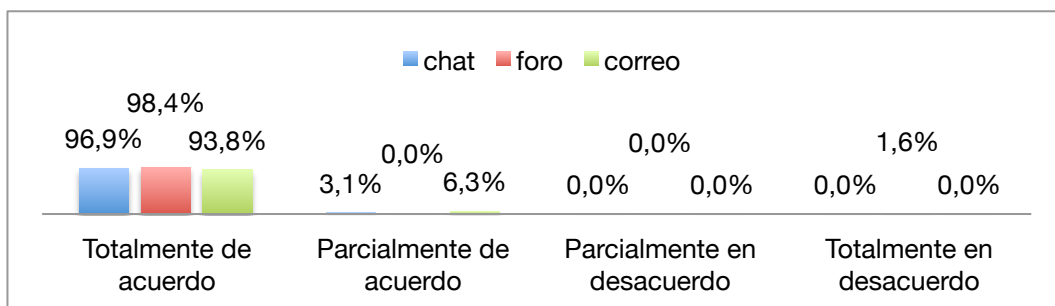 chat foro correo
98,4%
96,9% 93,8%
0,0%
3,1% 6,3%
0,0%
0,0% 0,0%
1,6%
0,0% 0,0%
Totalmente de
acuerdo
Parcialmente de
acuerdo
Parcialmente en
desacuerdo
Totalmente en
desacuerdo